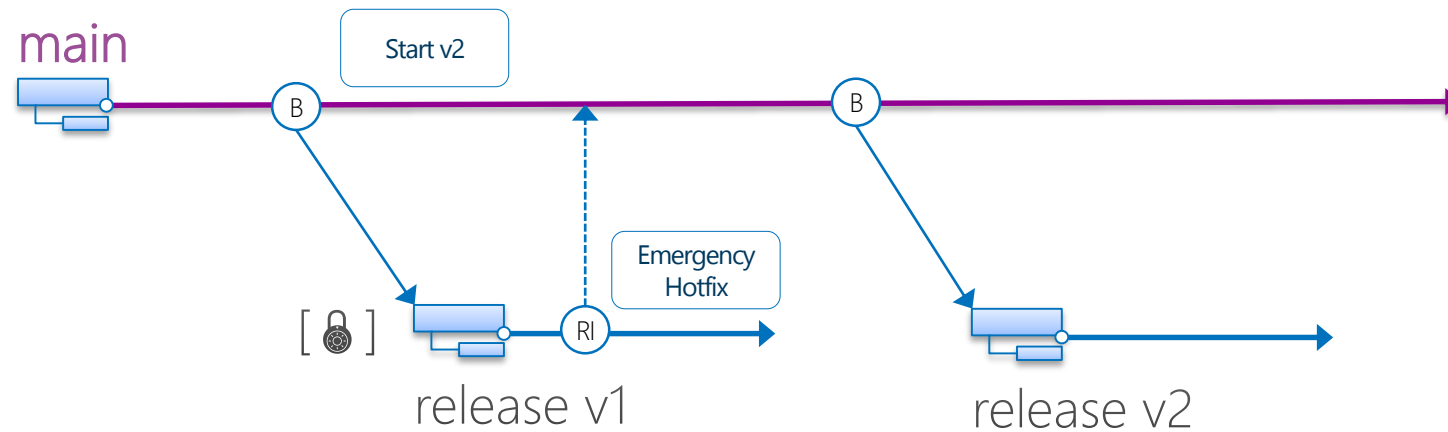 main
Start v2
B
B
Emergency
Hotfix
[ ]
RI
release v1
release v2